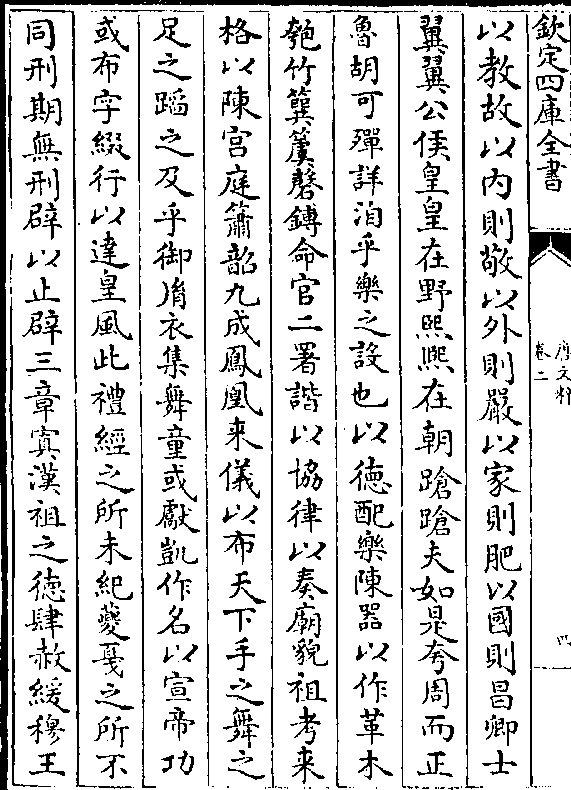 欽定四庫全書
唐文粹
卷二
四
以教故以內則敬以外則嚴以家則肥以國則昌卿士
翼翼公侯皇皇在野熙熙在朝蹌蹌夫如是夸周而正
魯胡可殫詳洎乎樂之設也以徳配樂陳器以作革木
匏竹簨簴磬鏄命官二署諧以協律以奏廟貌祖考来
格以陳宫庭簫韶九成鳳凰来儀以布天下手之舞之
足之蹈之及乎御胷衣集舞童或獻凱作名以宣帝功
或布字綴行以達皇風此禮經之所未紀夔戛之所不
同刑期無刑辟以止辟三章寘漢祖之徳肆赦緩穆王